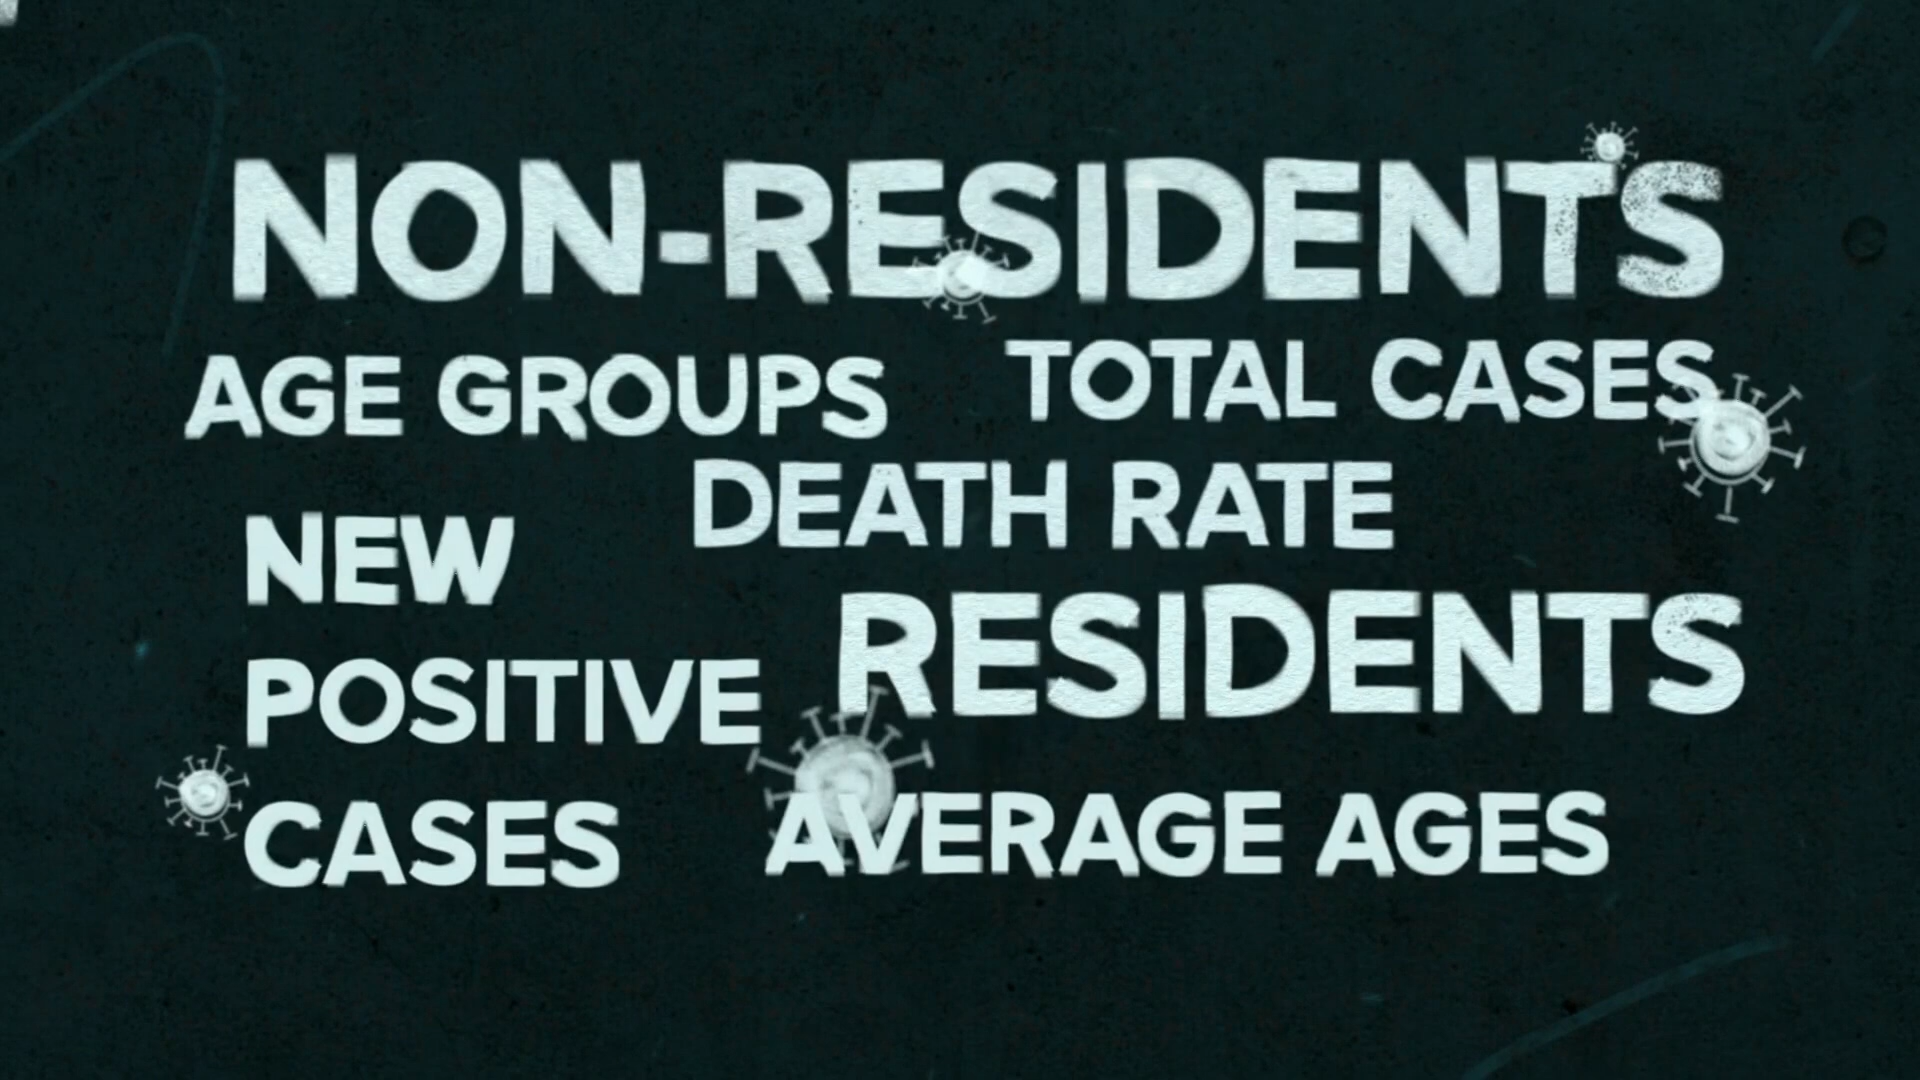 NON-RESIDENTS
AGE GROUPS
TOTAL CASES
DEATH RATE
NEW
POSITIVE
CASES
RESIDENTS
AVERAGE AGES